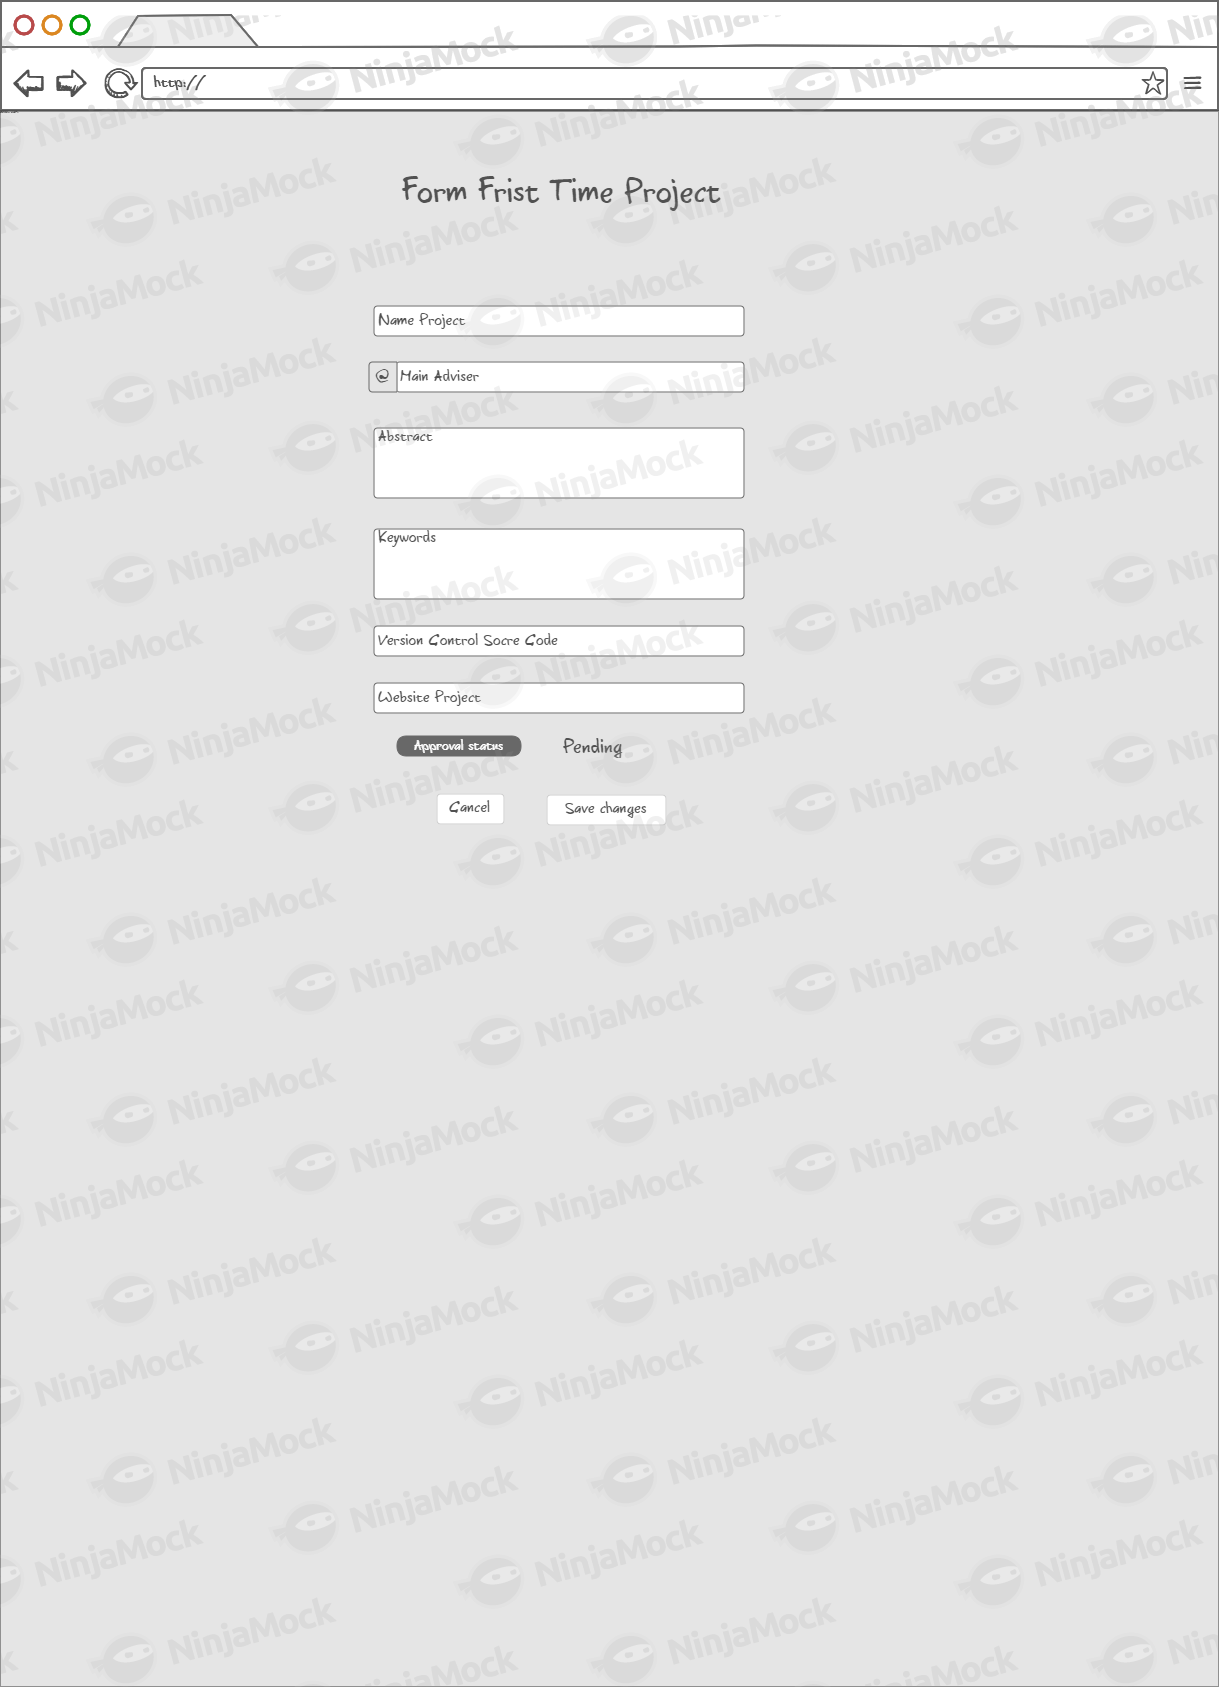 http://
Form Frist Time Project
Name Project
@ Main Adviser
Abstract
Keywords
Version Control Socre Code
Website Project
Approval status Pending
Cancel Save changes
NinjaMock